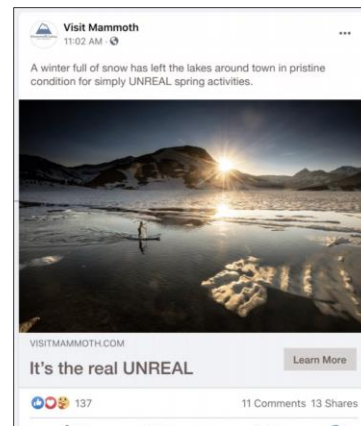 Visit Mammoth
11:02 AM ·
A winter full of snow has left the lakes around town in pristine
condition for simply UNREAL spring activities.
VISITMAMMOTH.COM
It's the real UNREAL
Learn More
137
11 Comments 13 Shares